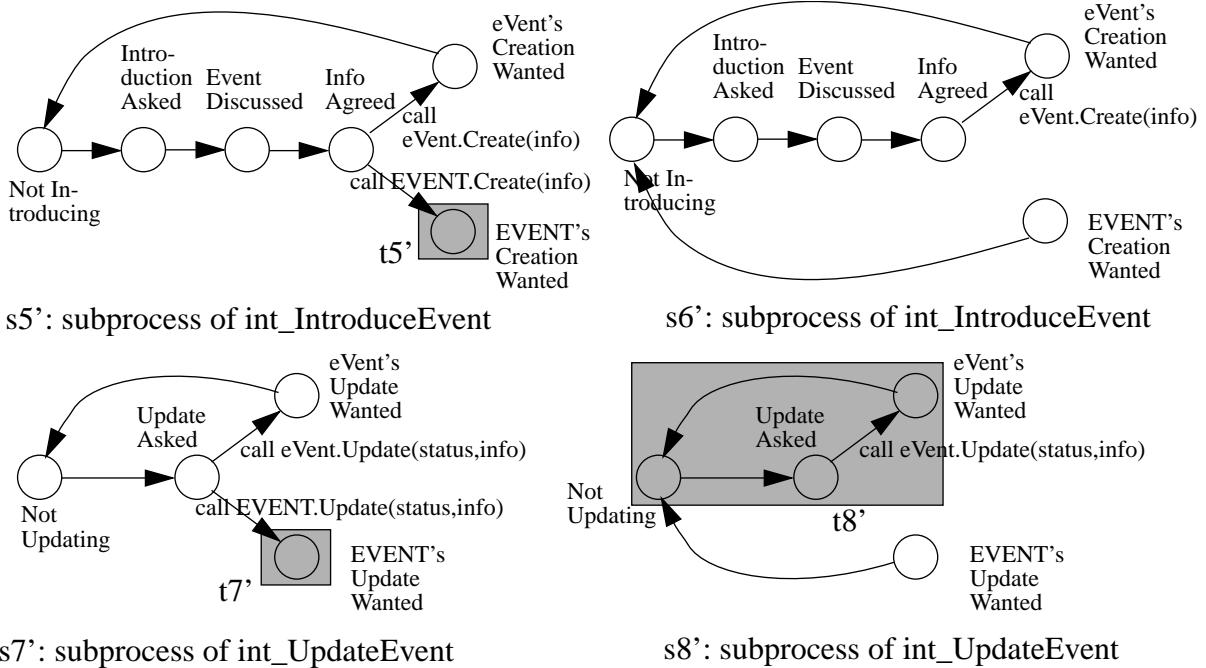 eVent's
Creation
Wanted
Intro-
duction
Asked
Event
Discussed
Info
Agreed
call
eVent.Create(info)
Not In-
troducing
call EVENT.Create(info)
t5’
EVENT's
Creation
Wanted
s5’: subprocess of int_IntroduceEvent
eVent's
Creation
Wanted
Intro-
duction
Asked
Event
Discussed
Info
Agreed
call
eVent.Create(info)
Not In-
troducing
EVENT's
Creation
Wanted
s6’: subprocess of int_IntroduceEvent
eVent's
Update
Wanted
Update
Asked
call eVent.Update(status,info)
Not
Updating
call EVENT.Update(status,info)
t7’
EVENT's
Update
Wanted
s7’: subprocess of int_UpdateEvent
eVent's
Update
Wanted
Update
Asked
call eVent.Update(status,info)
Not
Updating
t8’
EVENT's
Update
Wanted
s8’: subprocess of int_UpdateEvent